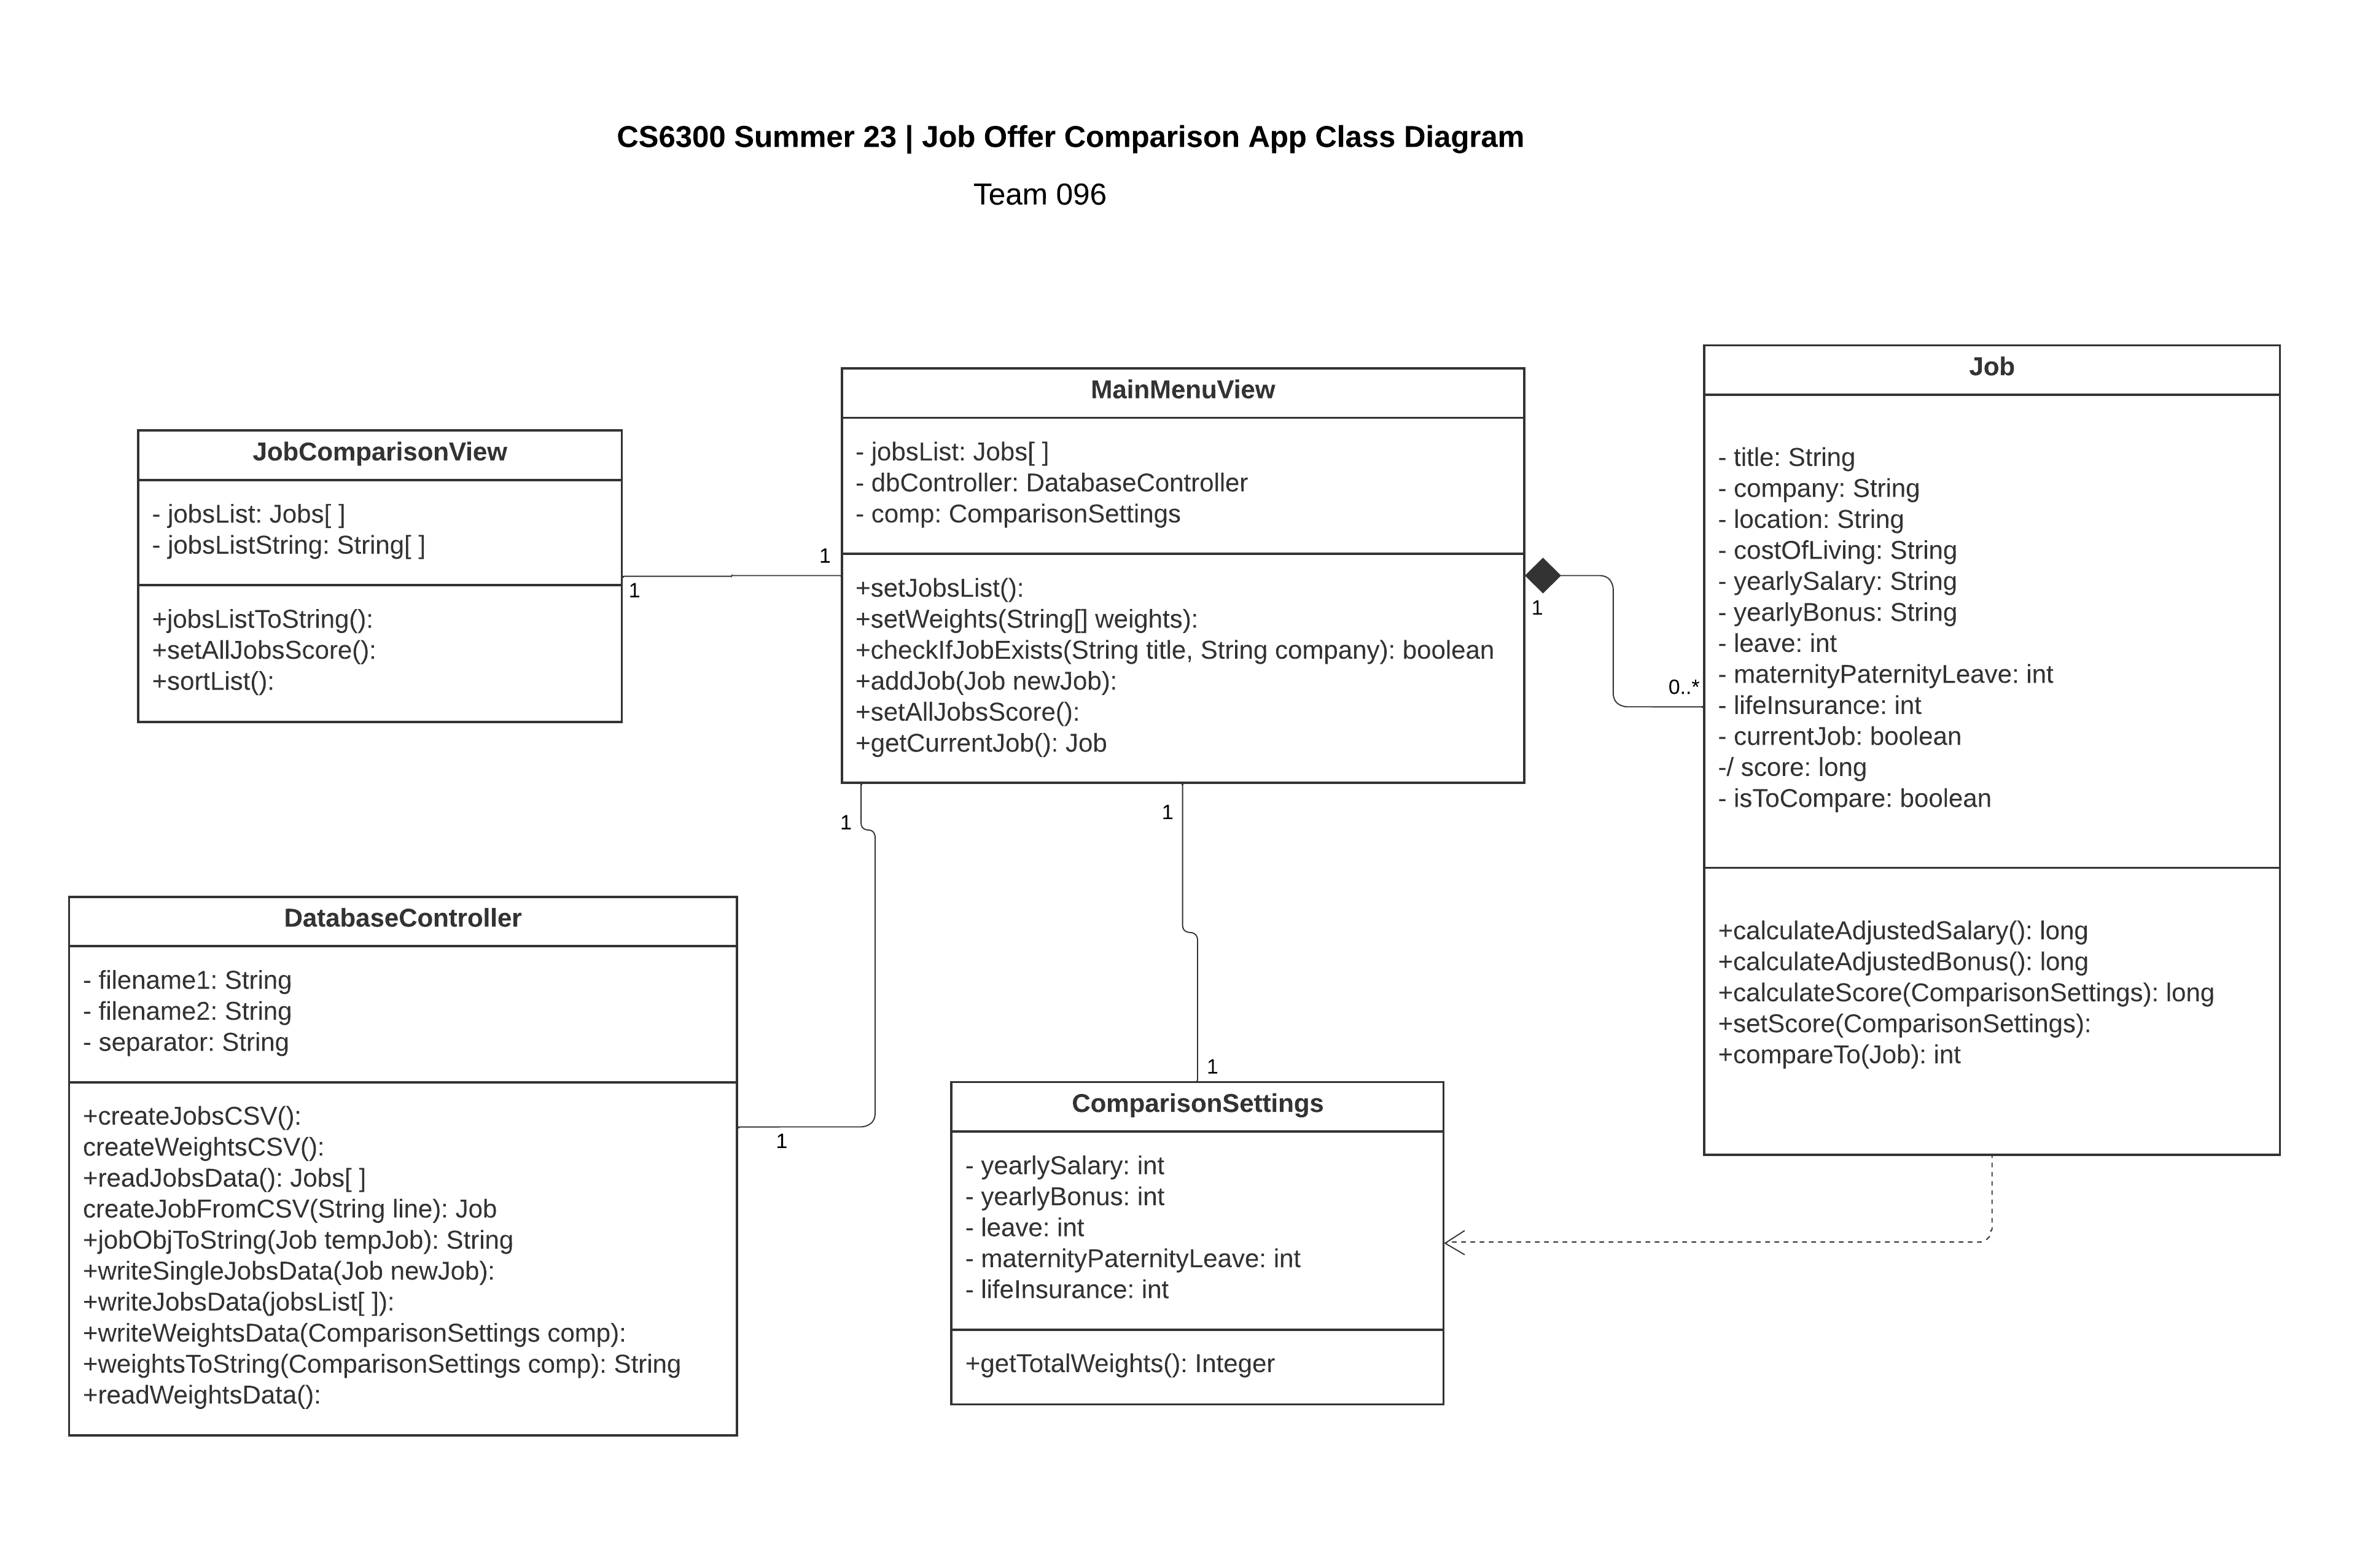 CS6300 Summer 23 | Job Offer Comparison App Class Diagram
Team 096
JobComparisonView
- jobsList: Jobs[ ]
- jobsListString: String[ ]
+jobsListToString():
+setAllJobsScore():
+sortList():
1
1
MainMenuView
- jobsList: Jobs[ ]
- dbController: DatabaseController
- comp: ComparisonSettings
+setJobsList():
+setWeights(String[] weights):
+checkIfJobExists(String title, String company): boolean
+addJob(Job newJob):
+setAllJobsScore():
+getCurrentJob(): Job
1
0..*
Job
- title: String
- company: String
- location: String
- costOfLiving: String
- yearlySalary: String
- yearlyBonus: String
- leave: int
- maternityPaternityLeave: int
- lifeInsurance: int
- currentJob: boolean
-/ score: long
- isToCompare: boolean
+calculateAdjustedSalary(): long
+calculateAdjustedBonus(): long
+calculateScore(ComparisonSettings): long
+setScore(ComparisonSettings):
+compareTo(Job): int
1
1
DatabaseController
- filename1: String
- filename2: String
- separator: String
+createJobsCSV():
createWeightsCSV():
+readJobsData(): Jobs[ ]
createJobFromCSV(String line): Job
+jobObjToString(Job tempJob): String
+writeSingleJobsData(Job newJob):
+writeJobsData(jobsList[ ]):
+writeWeightsData(ComparisonSettings comp):
+weightsToString(ComparisonSettings comp): String
+readWeightsData():
1
1
ComparisonSettings
- yearlySalary: int
- yearlyBonus: int
- leave: int
- maternityPaternityLeave: int
- lifeInsurance: int
+getTotalWeights(): Integer